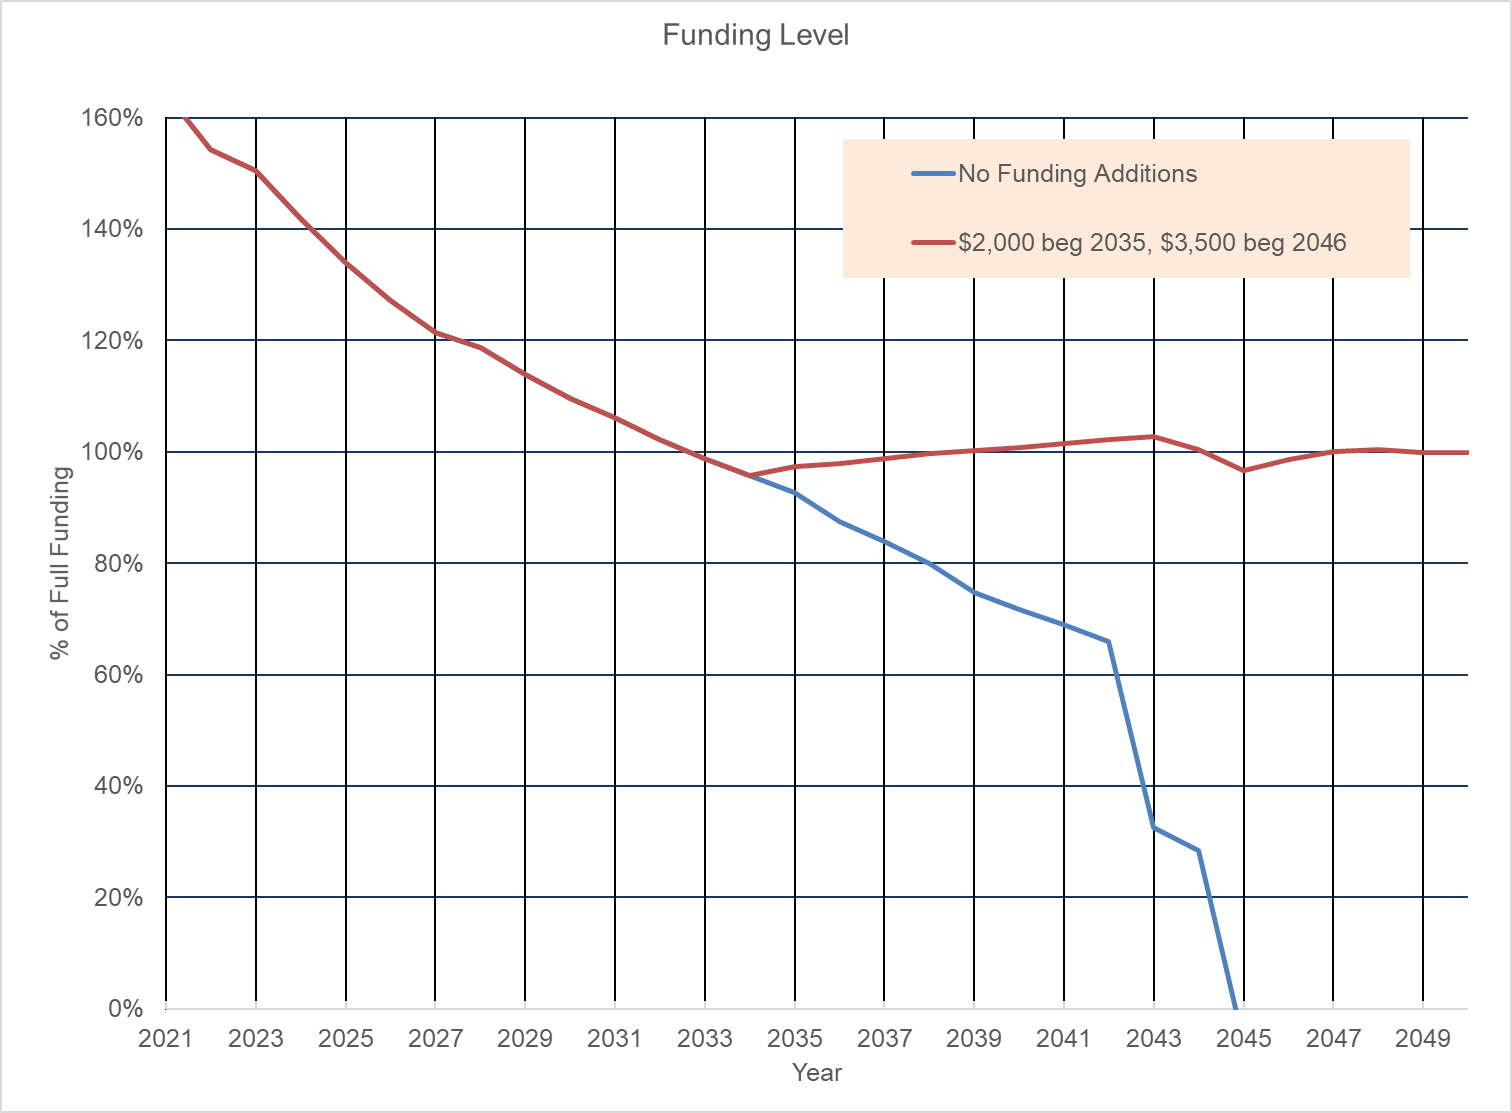 Funding Level
160%
140%
120%
100%
80%
60%
40%
20%
0%
% of Full Funding
No Funding Additions
$2,000 beg 2035, $3,500 beg 2046
2021 2023 2025 2027 2029 2031 2033 2035 2037 2039 2041 2043 2045 2047 2049
Year